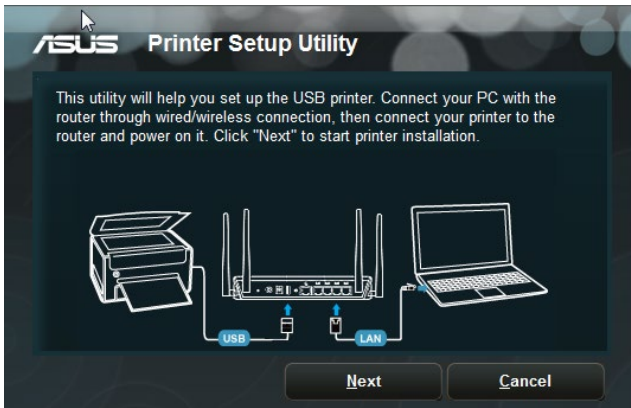 ASUS Printer Setup Utility
This utility will help you set up the USB printer. Connect your PC with the
router through wired/wireless connection, then connect your printer to the
router and power on it. Click "Next" to start printer installation.
USB
LAN
Next
Cancel